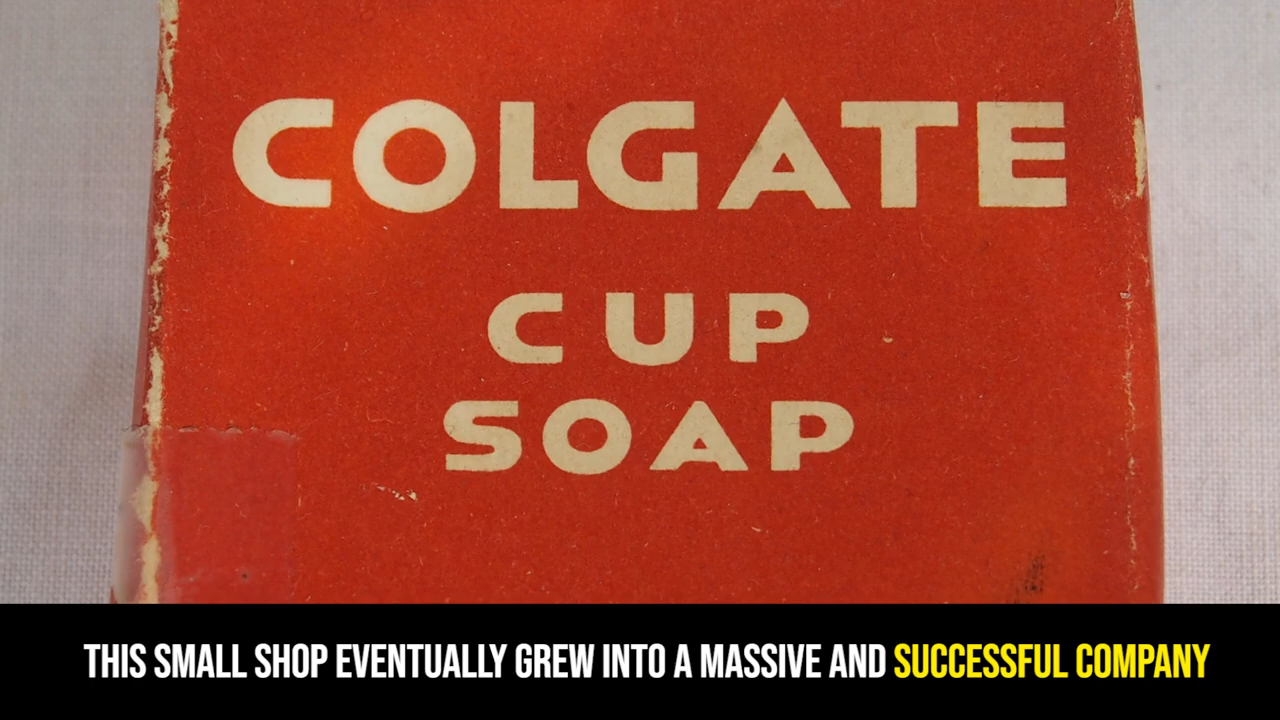 COLGATE
CUP
SOAP
THIS SMALL SHOP EVENTUALLY GREW INTO A MASSIVE AND SUCCESSFUL COMPANY